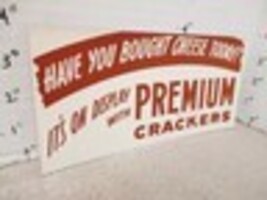 HAVE YOU BOUGHT CHEESE TODAY?
IT'S ON DISPLAY
WITH PREMIUM
CRACKERS